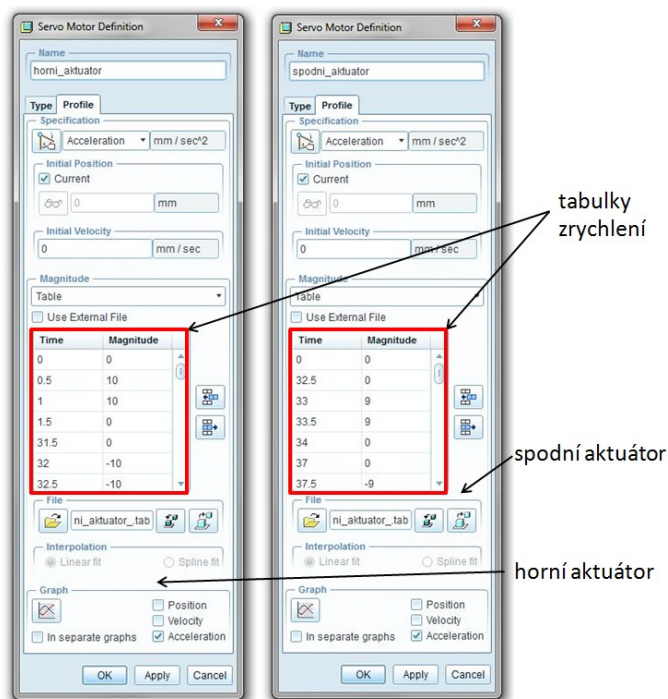 Servo Motor Definition
Name
horni_aktuator
Type Profile
Specification
Acceleration mm / sec^2
Initial Position
Current
0 mm
Initial Velocity
0 mm / sec
Magnitude
Table
Use External File
Time Magnitude
0 0
0.5 10
1 10
1.5 0
31.5 0
32 -10
32.5 -10
File
ni_aktuator_.tab
Interpolation
Linear fit Spline fit
Graph
Position
Velocity
In separate graphs Acceleration
OK Apply Cancel
Servo Motor Definition
Name
spodni_aktuator
Type Profile
Specification
Acceleration mm / sec^2
Initial Position
Current
0 mm
Initial Velocity
0 mm / sec
Magnitude
Table
Use External File
Time Magnitude
0 0
32.5 0
33 9
33.5 9
34 0
37 0
37.5 -9
File
ni_aktuator_.tab
Interpolation
Linear fit Spline fit
Graph
Position
Velocity
In separate graphs Acceleration
OK Apply Cancel
tabulky
zrychlení
spodní aktuátor
horní aktuátor